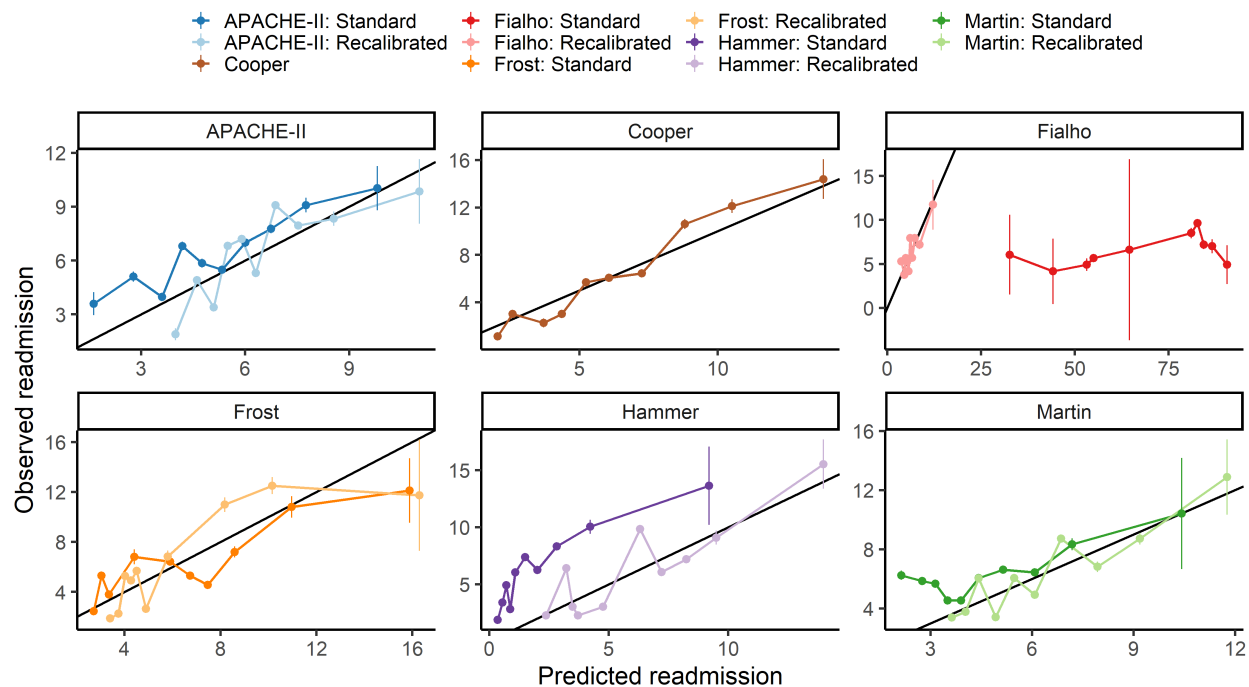 APACHE-II: Standard Fialho: Standard Frost: Recalibrated Martin: Standard
APACHE-II: Recalibrated Fialho: Recalibrated Hammer: Standard Martin: Recalibrated
Cooper Frost: Standard Hammer: Recalibrated
APACHE-II Cooper Fialho
12
9
6
3
3 6 9
16
12
8
4
5 10
15
10
5
0
0 25 50 75
Frost Hammer Martin
16
12
8
4
4 8 12 16
15
10
5
0 5 10
16
12
8
4
3 6 9 12
Observed readmission
Predicted readmission